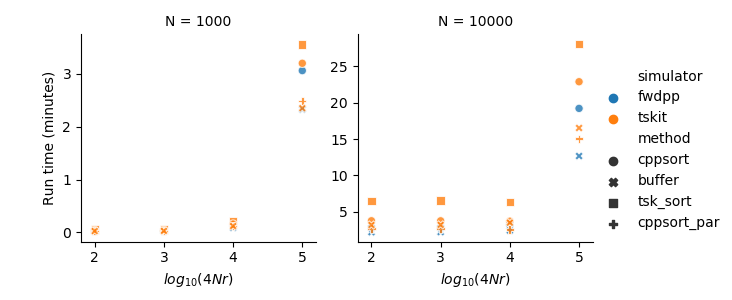 N = 1000
N = 10000
Run time (minutes)
3
2
1
0
25
20
15
10
5
2 3 4 5
2 3 4 5
log10(4Nr)
log10(4Nr)
simulator
fwdpp
tskit
method
cppsort
buffer
tsk_sort
cppsort_par